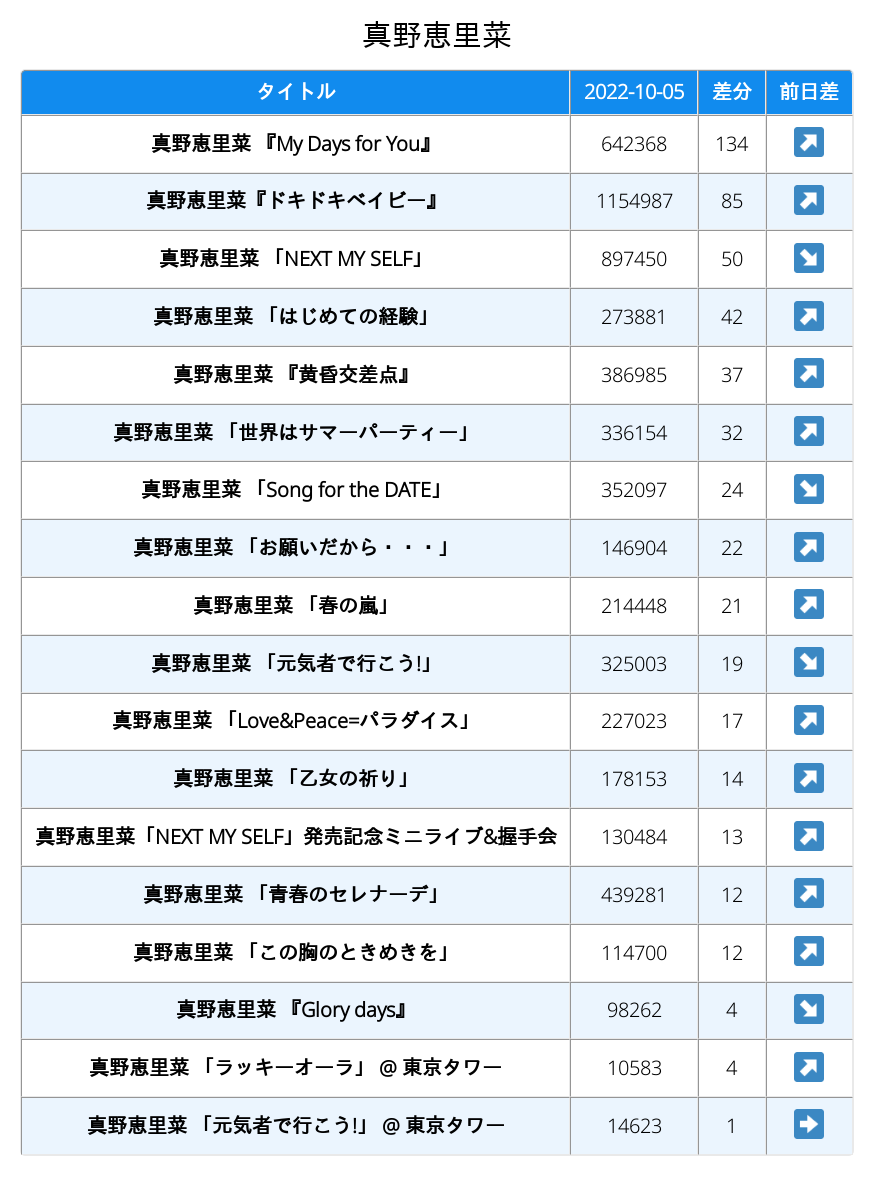 真野恵里菜
タイトル 2022-10-05 差分 前日差
真野恵里菜 『My Days for You』 642368 134 ↗
真野恵里菜『ドキドキベイビー』 1154987 85 ↗
真野恵里菜 「NEXT MY SELF」 897450 50 ↘
真野恵里菜 「はじめての経験」 273881 42 ↗
真野恵里菜 『黄昏交差点』 386985 37 ↗
真野恵里菜 「世界はサマーパーティー」 336154 32 ↗
真野恵里菜 「Song for the DATE」 352097 24 ↘
真野恵里菜 「お願いだから・・・」 146904 22 ↗
真野恵里菜 「春の嵐」 214448 21 ↗
真野恵里菜 「元気者で行こう!」 325003 19 ↘
真野恵里菜 「Love&Peace=パラダイス」 227023 17 ↗
真野恵里菜 「乙女の祈り」 178153 14 ↗
真野恵里菜「NEXT MY SELF」発売記念ミニライブ&握手会 130484 13 ↗
真野恵里菜 「青春のセレナーデ」 439281 12 ↗
真野恵里菜 「この胸のときめきを」 114700 12 ↗
真野恵里菜 『Glory days』 98262 4 ↘
真野恵里菜 「ラッキーオーラ」 @ 東京タワー 10583 4 ↗
真野恵里菜 「元気者で行こう!」 @ 東京タワー 14623 1 ➡